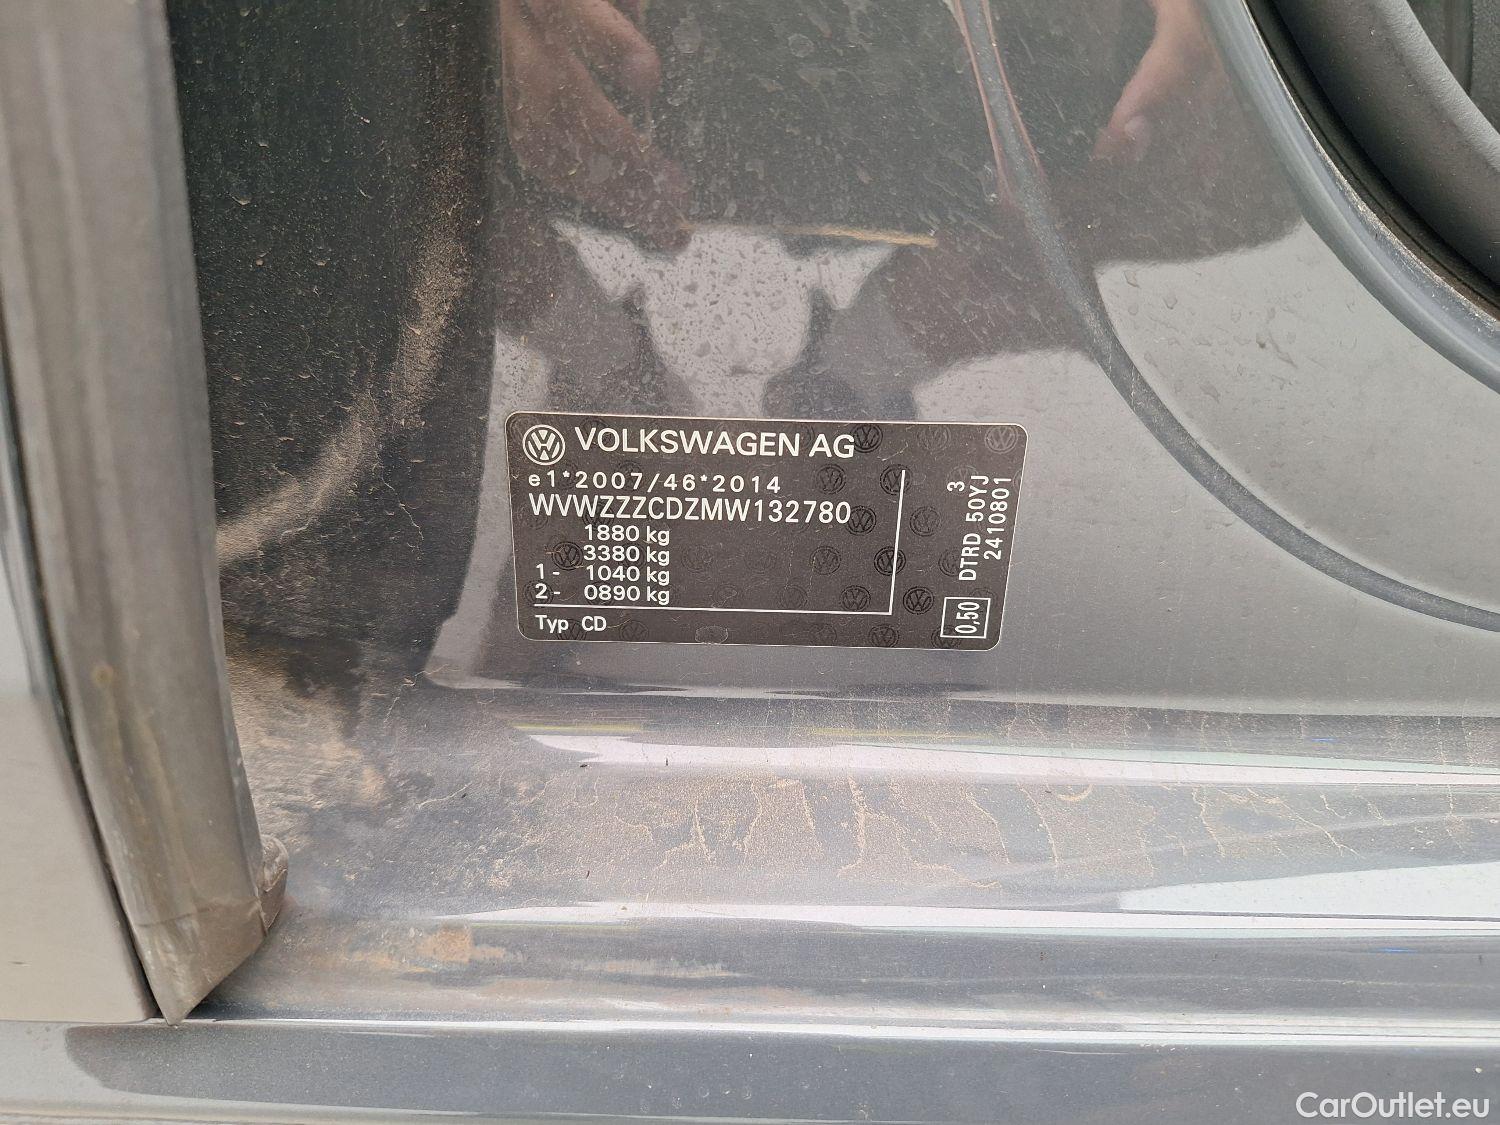 VOLKSWAGEN AG
e1*2007/46*2014
WVWZZZCDZMW132780
1880 kg
3380 kg
1- 1040 kg
2- 0890 kg
Typ CD
3
DTRD 50YJ
2410801
0,50
CarOutlet.eu